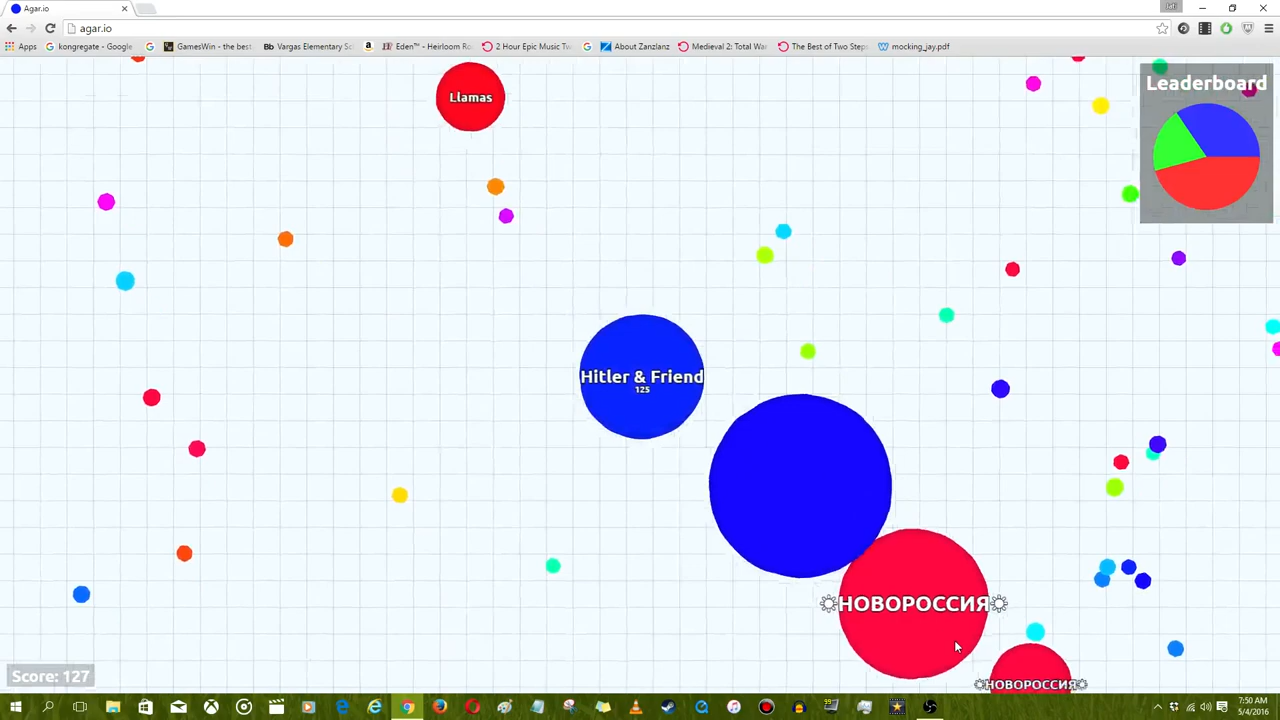 Agar.io
agar.io
Apps
kongregate - Google
GamesWin - the best
Vargas Elementary Sc
Eden™ - Heirloom Ro
2 Hour Epic Music Tw
About Zanzlanz
Medieval 2: Total War
The Best of Two Steps
mocking_jay.pdf
Llamas
Leaderboard
Hitler & Friend
125
☼НОВОРОССИЯ☼
☼НОВОРОССИЯ☼
Score: 127
7:50 AM
5/4/2016